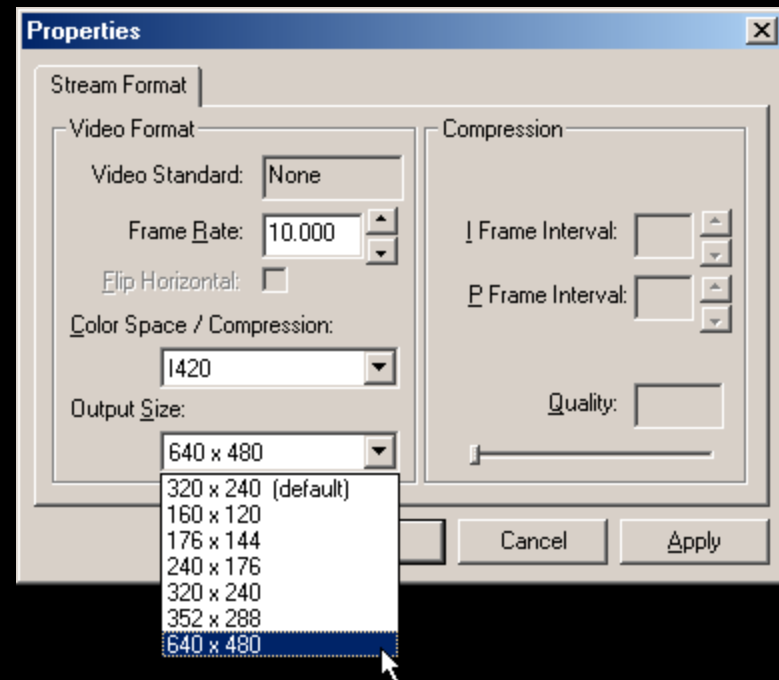 Properties
Stream Format
Video Format
Video Standard: None
Frame Rate: 10.000
Flip Horizontal:
Color Space / Compression:
I420
Output Size:
640 x 480
320 x 240 (default)
160 x 120
176 x 144
240 x 176
320 x 240
352 x 288
640 x 480
Compression
I Frame Interval:
P Frame Interval:
Quality:
Cancel
Apply